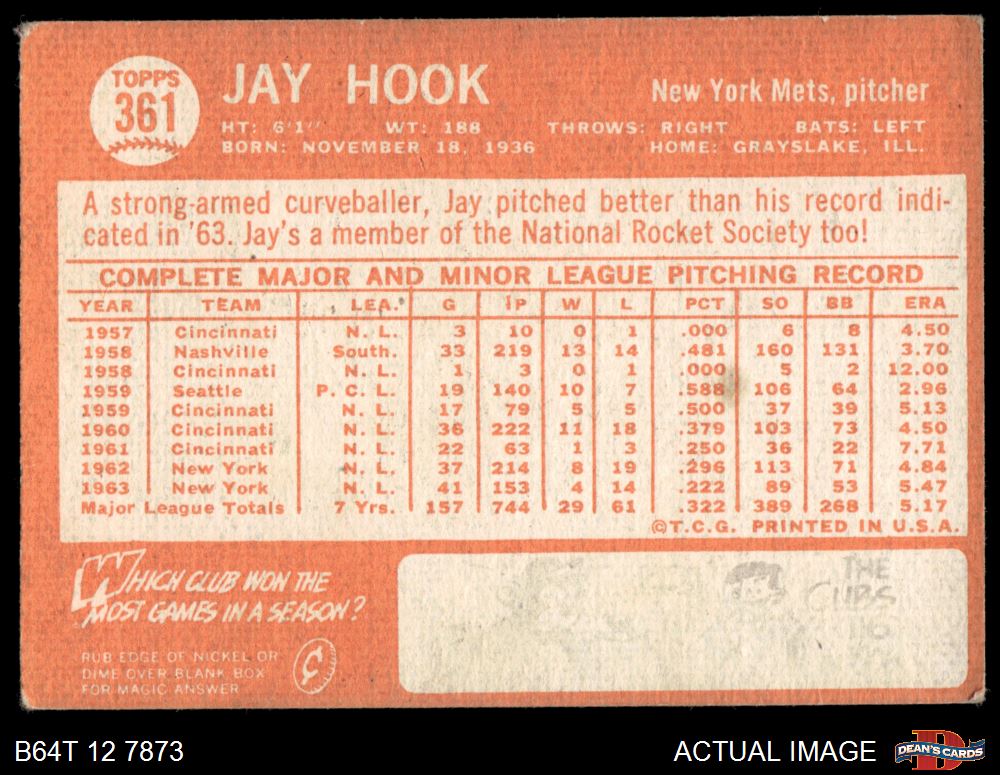 TOPPS
361
JAY HOOK
New York Mets, pitcher
HT: 6'1" WT: 188 THROWS: RIGHT BATS: LEFT
BORN: NOVEMBER 18, 1936 HOME: GRAYSLAKE, ILL.
A strong-armed curveballer, Jay pitched better than his record indi-
cated in '63. Jay's a member of the National Rocket Society too!
COMPLETE MAJOR AND MINOR LEAGUE PITCHING RECORD
YEAR TEAM LEA. G IP W L PCT SO BB ERA
1957 Cincinnati N. L. 3 10 0 1 .000 6 8 4.50
1958 Nashville South. 33 219 13 14 .481 160 131 3.70
1958 Cincinnati N. L. 1 3 0 1 .000 5 2 12.00
1959 Seattle P. C. L. 19 140 10 7 .588 106 64 2.96
1959 Cincinnati N. L. 17 79 5 5 .500 37 39 5.13
1960 Cincinnati N. L. 36 222 11 18 .379 103 73 4.50
1961 Cincinnati N. L. 22 63 1 3 .250 36 22 7.71
1962 New York N. L. 37 214 8 19 .296 113 71 4.84
1963 New York N. L. 41 153 4 14 .222 89 53 5.47
Major League Totals 7 Yrs. 157 744 29 61 .322 389 268 5.17
©T.C.G. PRINTED IN U.S.A.
WHICH CLUB WON THE
MOST GAMES IN A SEASON?
RUB EDGE OF NICKEL OR
DIME OVER BLANK BOX
FOR MAGIC ANSWER
THE
CUBS
116
B64T 12 7873
ACTUAL IMAGE
DEAN'S CARDS